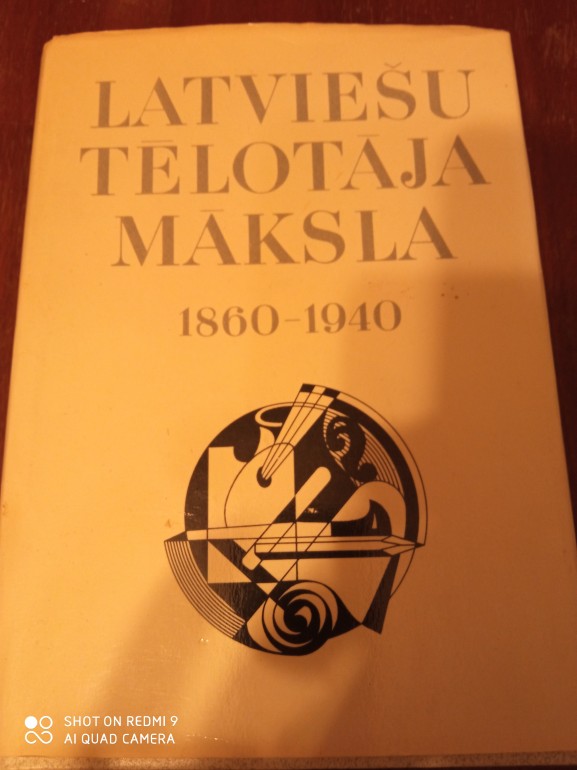 LATVIEŠU
TĒLOTĀJA
MĀKSLA
1860-1940
SHOT ON REDMI 9
AI QUAD CAMERA